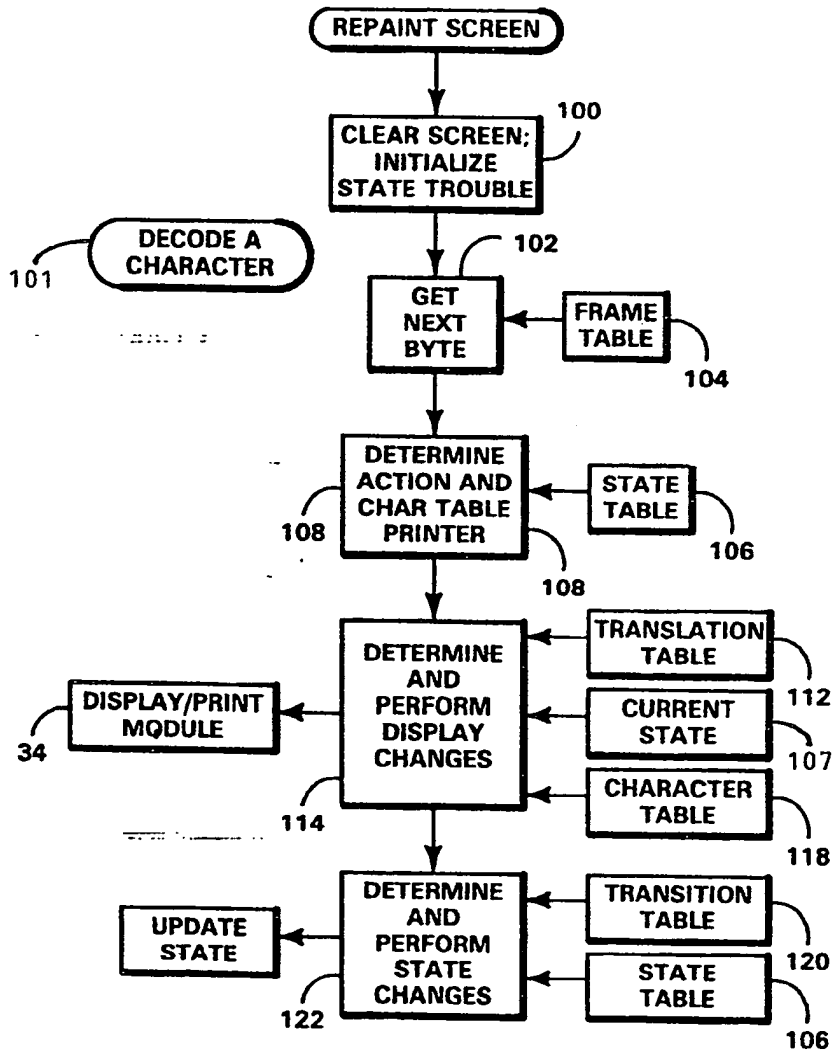 REPAINT SCREEN
100
CLEAR SCREEN;
INITIALIZE
STATE TROUBLE
101
DECODE A
CHARACTER
102
GET
NEXT
BYTE
FRAME
TABLE
104
DETERMINE
ACTION AND
CHAR TABLE
PRINTER
108
108
STATE
TABLE
106
DETERMINE
AND
PERFORM
DISPLAY
CHANGES
114
DISPLAY/PRINT
MODULE
34
TRANSLATION
TABLE
112
CURRENT
STATE
107
CHARACTER
TABLE
118
DETERMINE
AND
PERFORM
STATE
CHANGES
122
UPDATE
STATE
TRANSITION
TABLE
120
STATE
TABLE
106